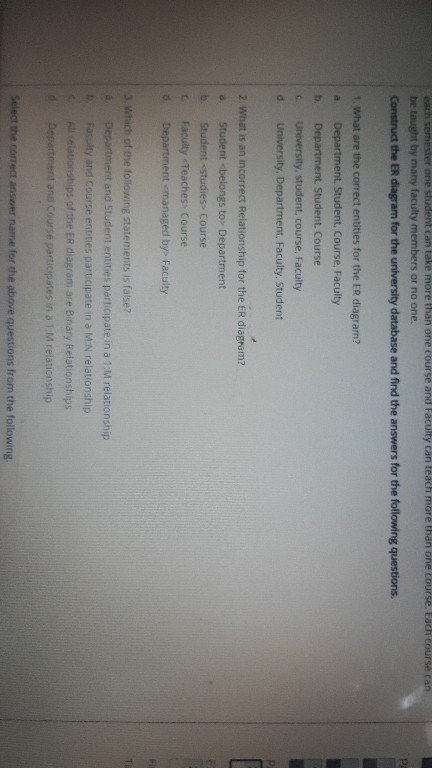 each semester one student can take more than one course and Faculty can teach more than one course. Each course can
be taught by many faculty members or no one.
Construct the ER diagram for the university database and find the answers for the following questions.
1. What are the correct entities for the ER diagram?
a. Department, Student, Course, Faculty
b. Department, Student, Course
c. University, student, course, Faculty
d. University, Department, Faculty, Student
2. What is an incorrect Relationship for the ER diagram?
a. Student <belongs to> Department
b. Student <studies> Course
c. Faculty <Teaches> Course
d. Department <managed by> Faculty
3. Which of the following statements is false?
a. Department and Student entities participate in a 1:M relationship
b. Faculty and Course entities participate in a M:N relationship
c. All relationships of the ER diagram are Binary Relationships
d. Department and Course participates in a 1:M relationship
Select the correct answer name for the above questions from the following.